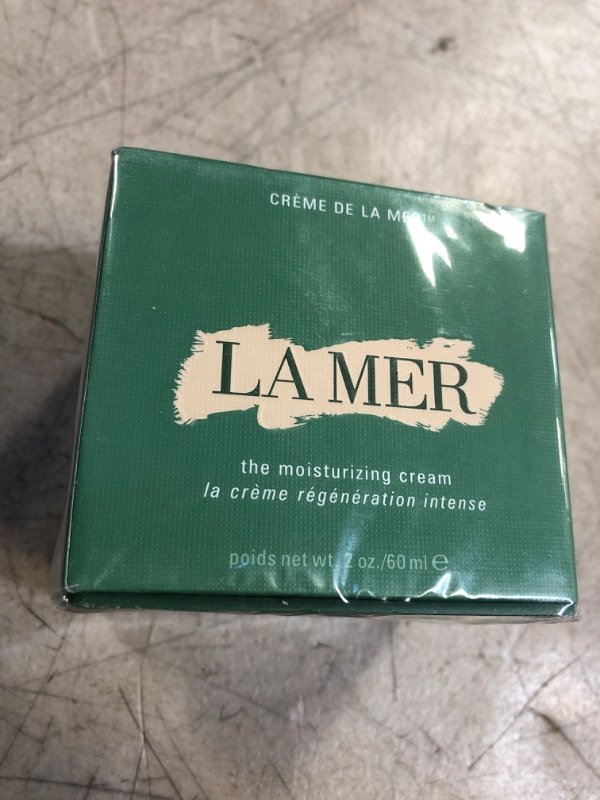 CRÈME DE LA MER™
LA MER
the moisturizing cream
la crème régénération intense
poids net wt. 2 oz./60 ml ℮